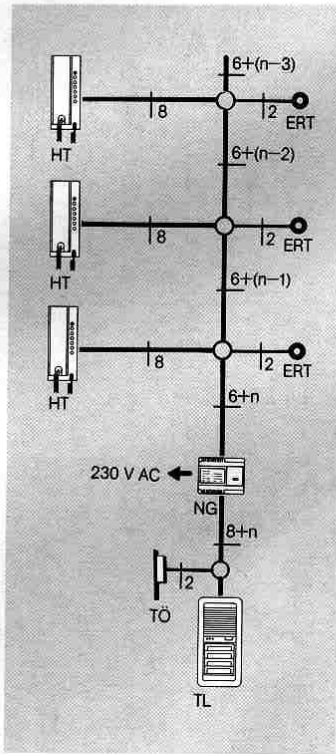 6+(n−3)
8
2
HT
ERT
6+(n−2)
8
2
HT
ERT
6+(n−1)
8
2
HT
ERT
6+n
230 V AC
NG
8+n
2
TÖ
TL